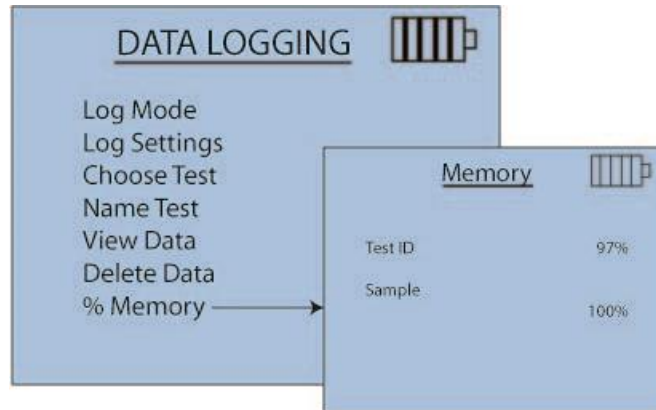 DATA LOGGING
Log Mode
Log Settings
Choose Test
Name Test
View Data
Delete Data
% Memory
Memory
Test ID 97%
Sample
100%